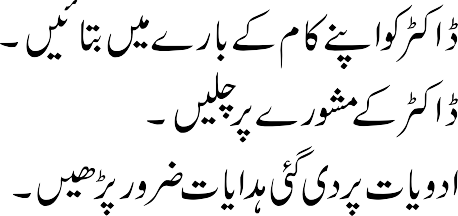 ڈاکٹر کو اپنے کام کے بارے میں بتائیں ۔
ڈاکٹر کے مشورے پر چلیں ۔
ادویات پر دی گئی ہدایات ضرور پڑھیں ۔